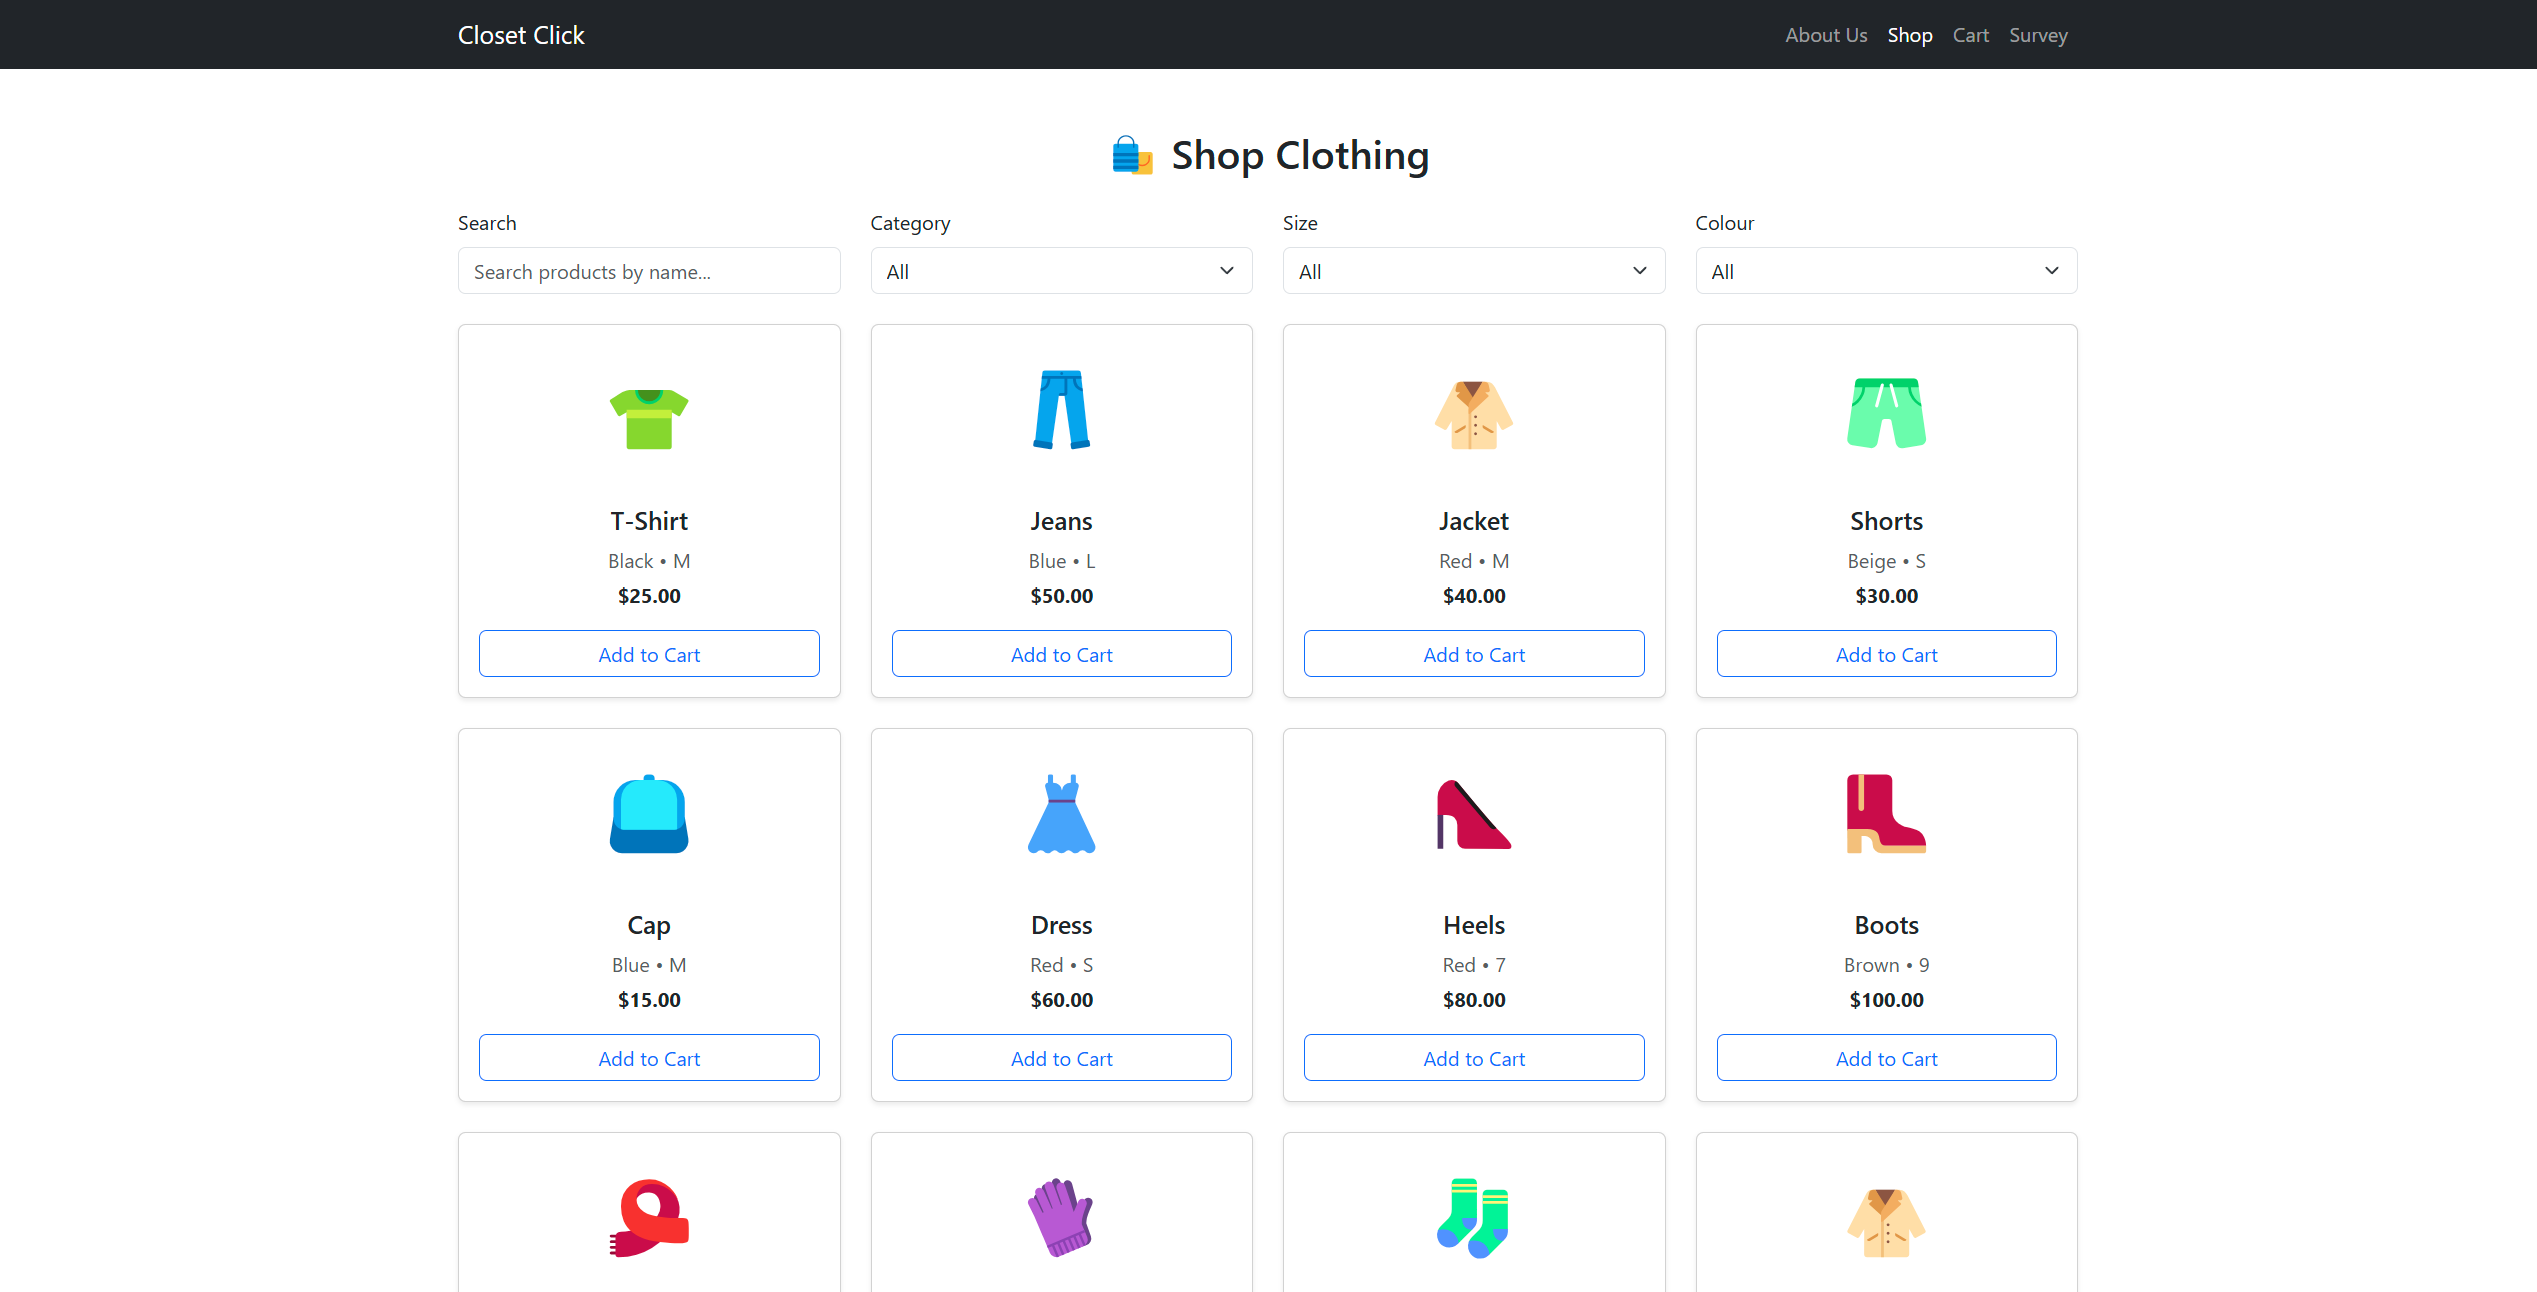 Closet Click
About Us Shop Cart Survey
Shop Clothing
Search Category Size Colour
Search products by name... All All All
T-Shirt Jeans Jacket Shorts
Black • M Blue • L Red • M Beige • S
$25.00 $50.00 $40.00 $30.00
Add to Cart Add to Cart Add to Cart Add to Cart
Cap Dress Heels Boots
Blue • M Red • S Red • 7 Brown • 9
$15.00 $60.00 $80.00 $100.00
Add to Cart Add to Cart Add to Cart Add to Cart